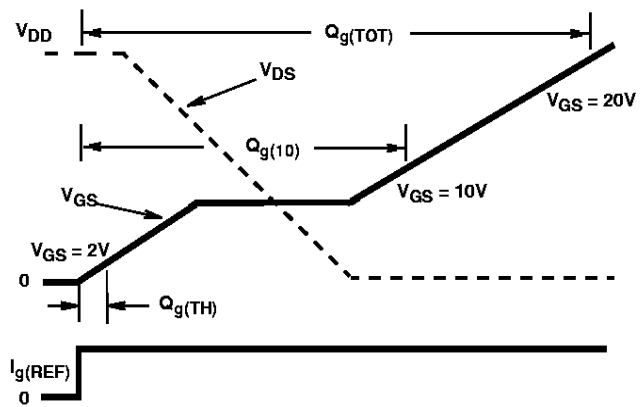 V_DD
Q_g(TOT)
V_DS
V_GS = 20V
Q_g(10)
V_GS
V_GS = 10V
V_GS = 2V
0
Q_g(TH)
I_g(REF)
0